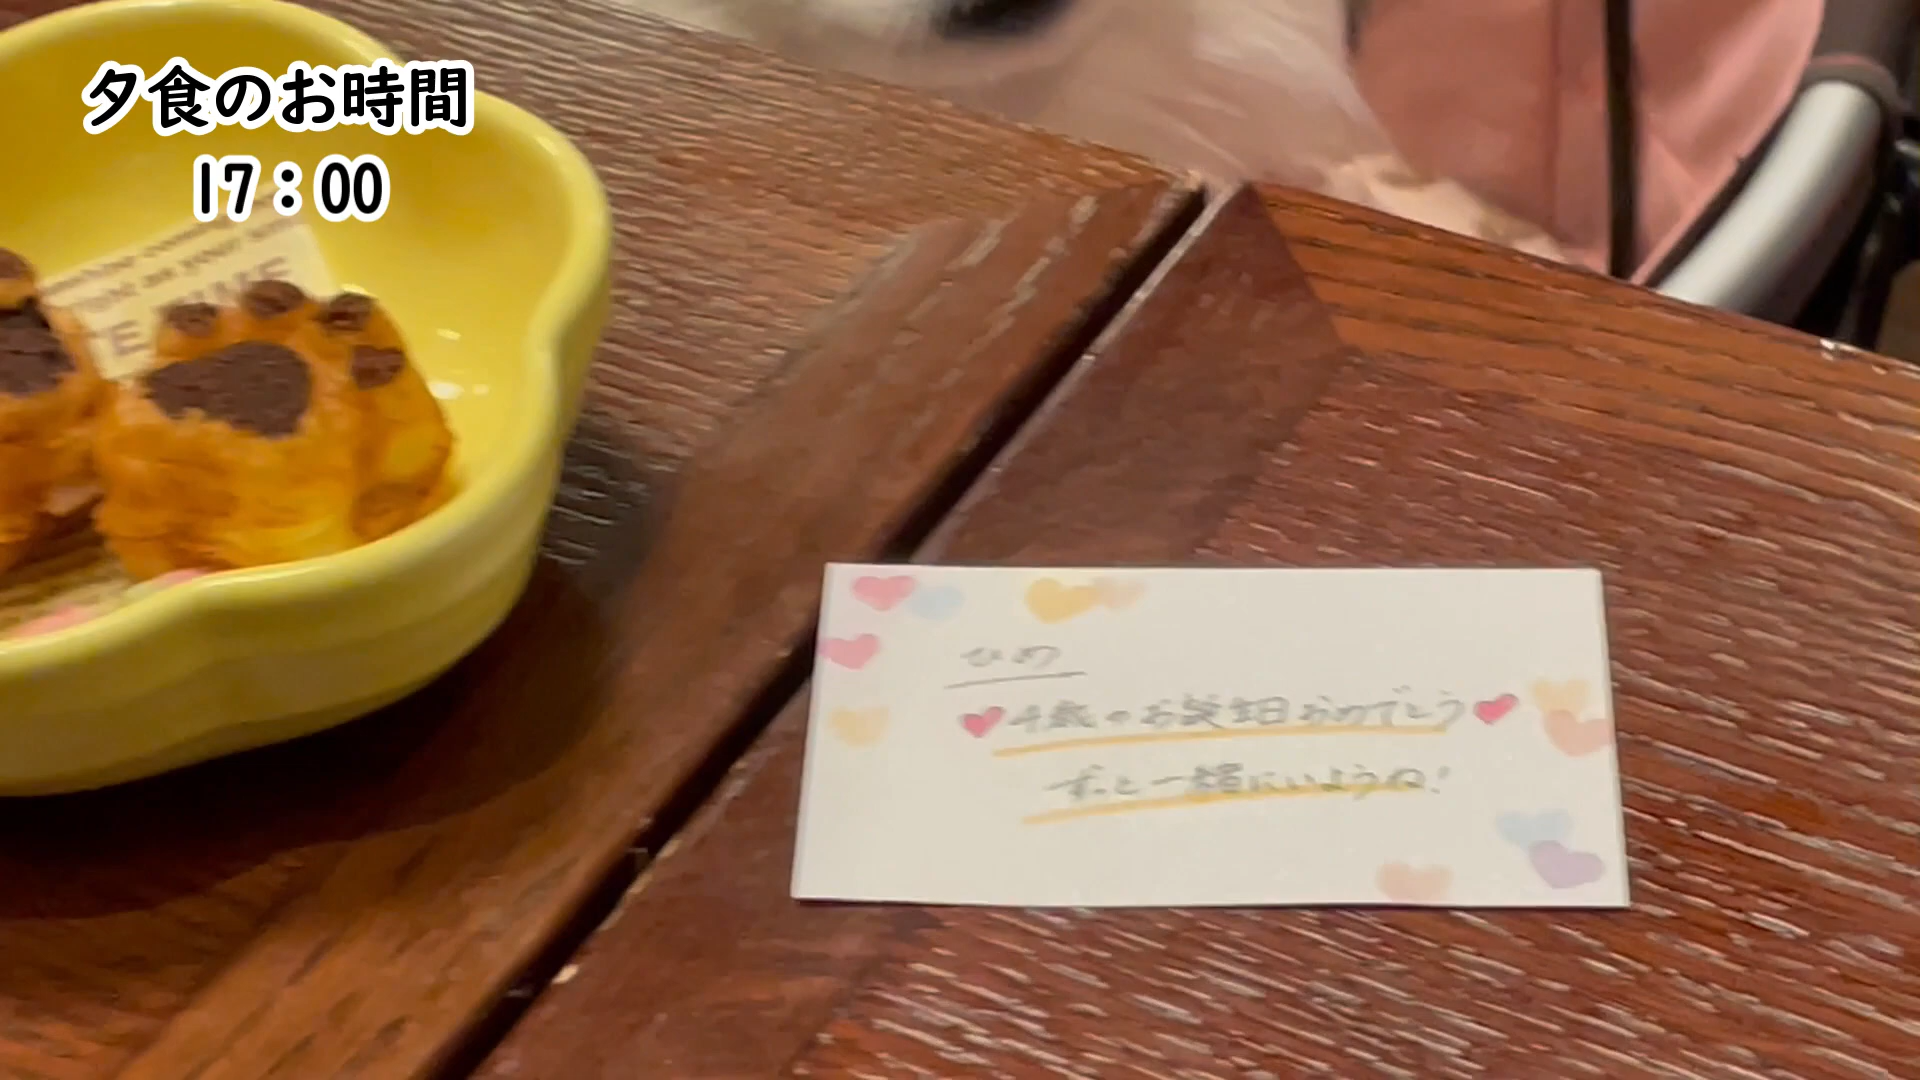 夕食のお時間
17：00
ひめ
4歳のお誕生日おめでとう
ずっと一緒にいようね！